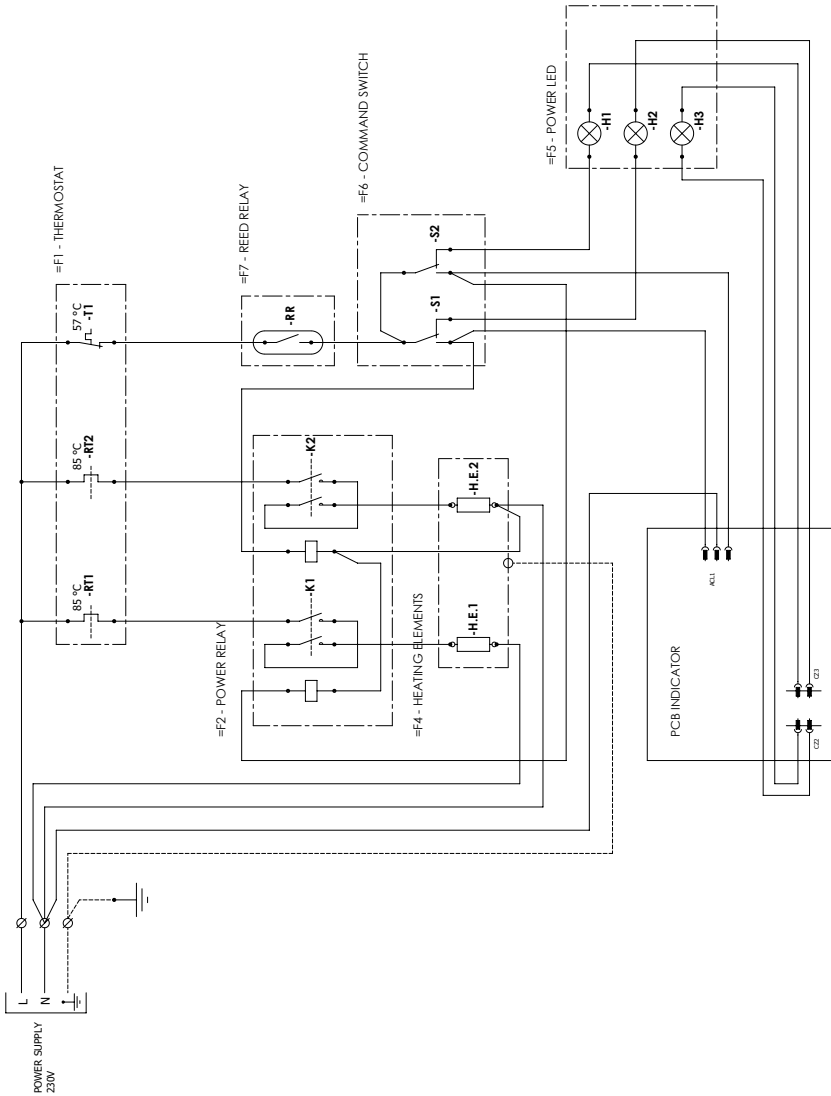 POWER SUPPLY
230V
L
N
=F1 - THERMOSTAT
85 °C
-RT1
85 °C
-RT2
57 °C
-T1
=F7 - REED RELAY
-RR
=F2 - POWER RELAY
-K1
-K2
=F6 - COMMAND SWITCH
-S1
-S2
=F4 - HEATING ELEMENTS
-H.E.1
-H.E.2
=F5 - POWER LED
-H1
-H2
-H3
PCB INDICATOR
ACL1
CZ2
CZ3